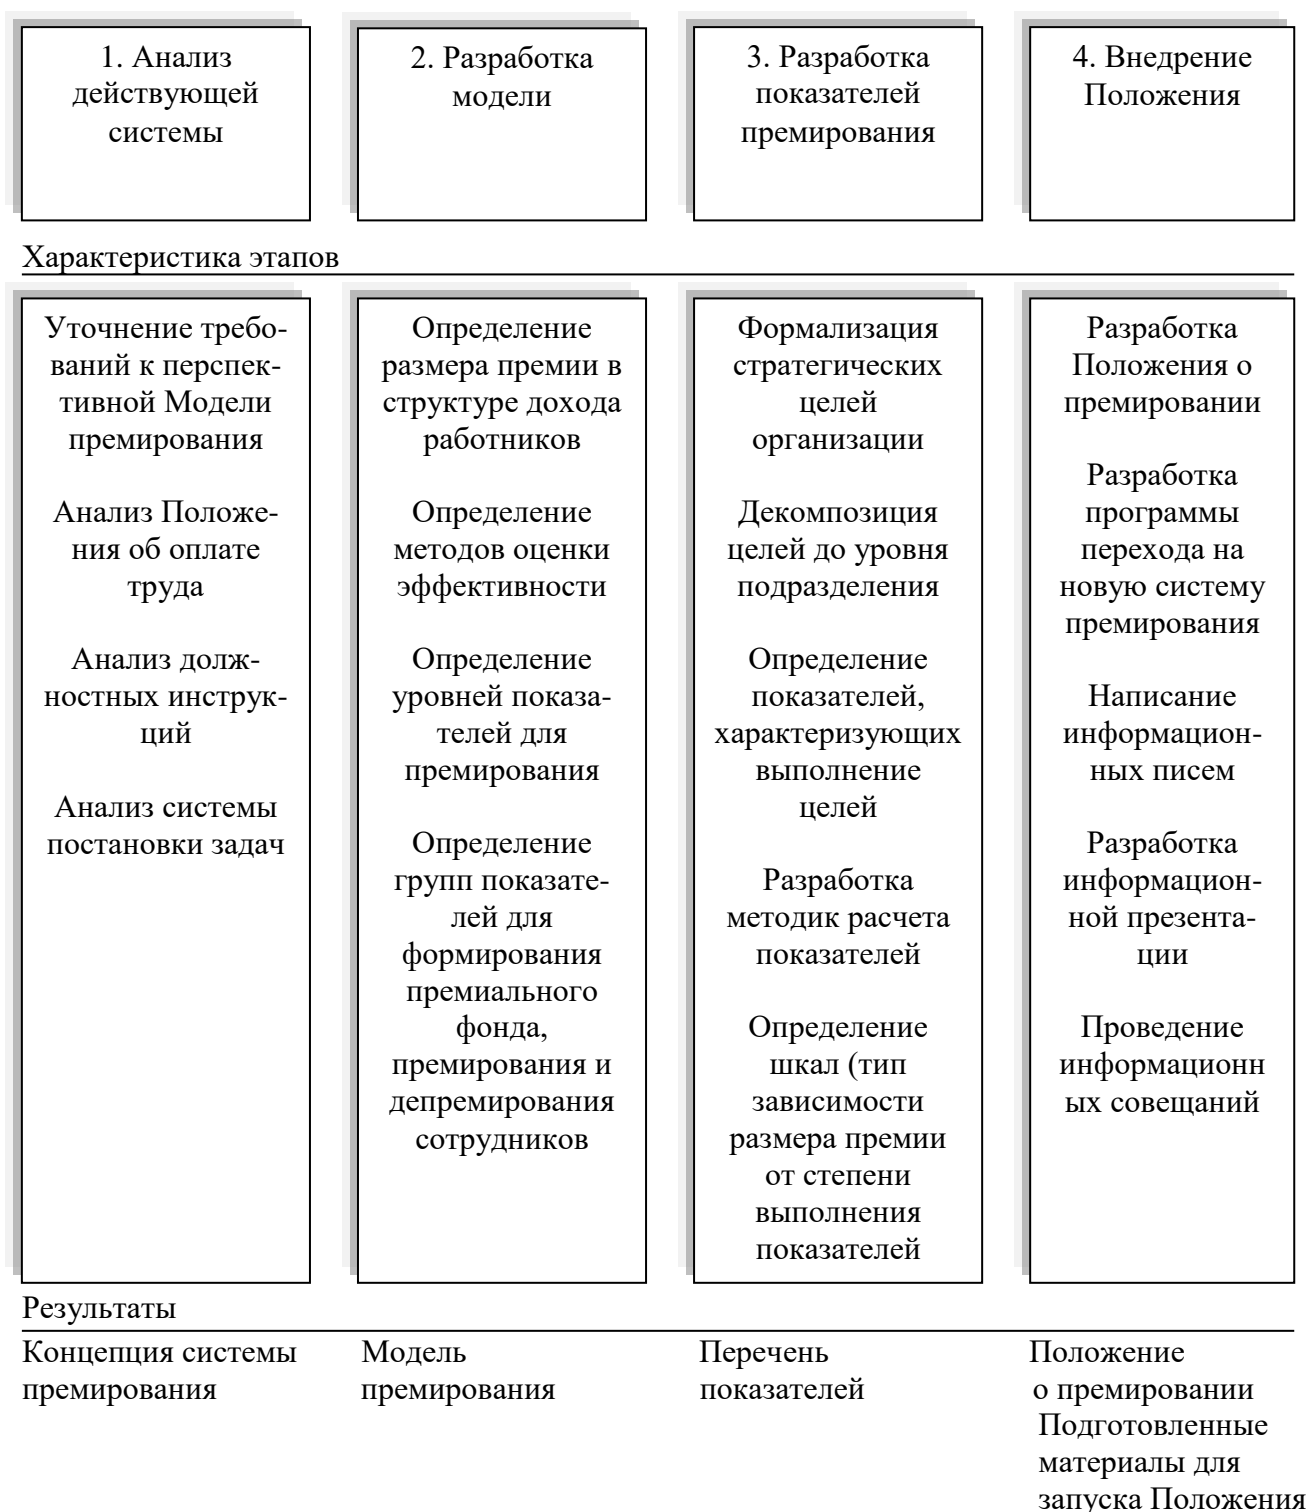 1. Анализ
действующей
системы
2. Разработка
модели
3. Разработка
показателей
премирования
4. Внедрение
Положения
Характеристика этапов
Уточнение требо-
ваний к перспек-
тивной Модели
премирования
Анализ Положе-
ния об оплате
труда
Анализ долж-
ностных инструк-
ций
Анализ системы
постановки задач
Определение
размера премии в
структуре дохода
работников
Определение
методов оценки
эффективности
Определение
уровней показа-
телей для
премирования
Определение
групп показате-
лей для
формирования
премиального
фонда,
премирования и
депремирования
сотрудников
Формализация
стратегических
целей
организации
Декомпозиция
целей до уровня
подразделения
Определение
показателей,
характеризующих
выполнение
целей
Разработка
методик расчета
показателей
Определение
шкал (тип
зависимости
размера премии
от степени
выполнения
показателей
Разработка
Положения о
премировании
Разработка
программы
перехода на
новую систему
премирования
Написание
информацион-
ных писем
Разработка
информацион-
ной презента-
ции
Проведение
информационн
ых совещаний
Результаты
Концепция системы
премирования
Модель
премирования
Перечень
показателей
Положение
о премировании
Подготовленные
материалы для
запуска Положения